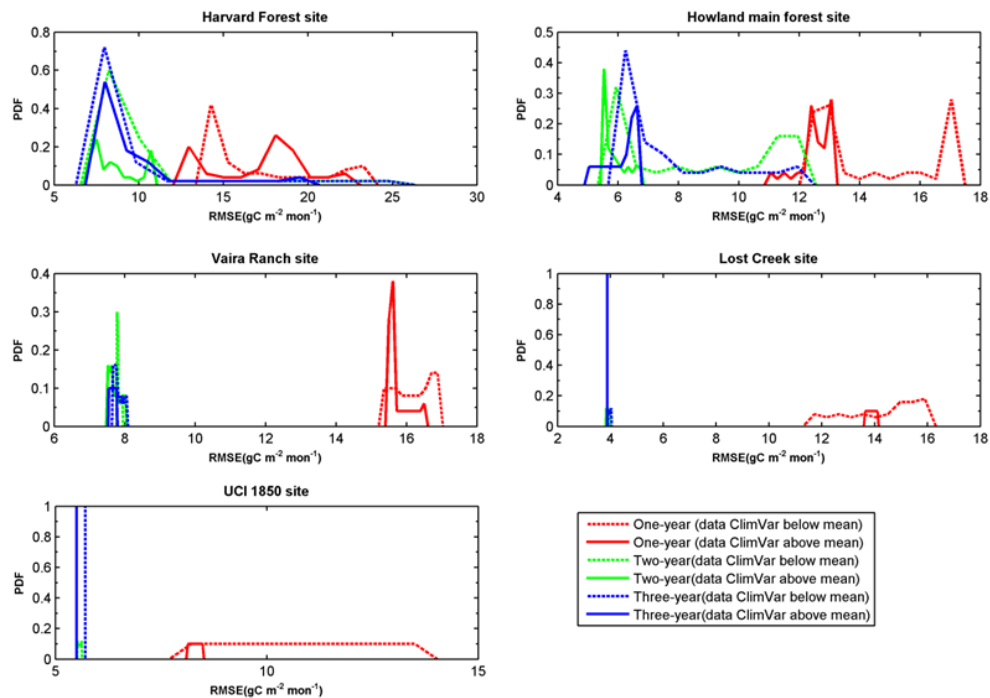 Harvard Forest site
0.8
0.6
0.4
0.2
0
PDF
10
15
20
25
30
RMSE(gC m⁻² mon⁻¹)
Howland main forest site
0.5
0.4
0.3
0.2
0.1
0
PDF
4
6
8
10
12
14
16
18
RMSE(gC m⁻² mon⁻¹)
Vaira Ranch site
0.4
0.3
0.2
0.1
0
PDF
6
8
10
12
14
16
18
RMSE(gC m⁻² mon⁻¹)
Lost Creek site
1
0.8
0.6
0.4
0.2
0
PDF
2
4
6
8
10
12
14
16
18
RMSE(gC m⁻² mon⁻¹)
UCI 1850 site
1
0.8
0.6
0.4
0.2
0
PDF
5
10
15
RMSE(gC m⁻² mon⁻¹)
One-year (data ClimVar below mean)
One-year (data ClimVar above mean)
Two-year(data ClimVar below mean)
Two-year(data ClimVar above mean)
Three-year(data ClimVar below mean)
Three-year(data ClimVar above mean)